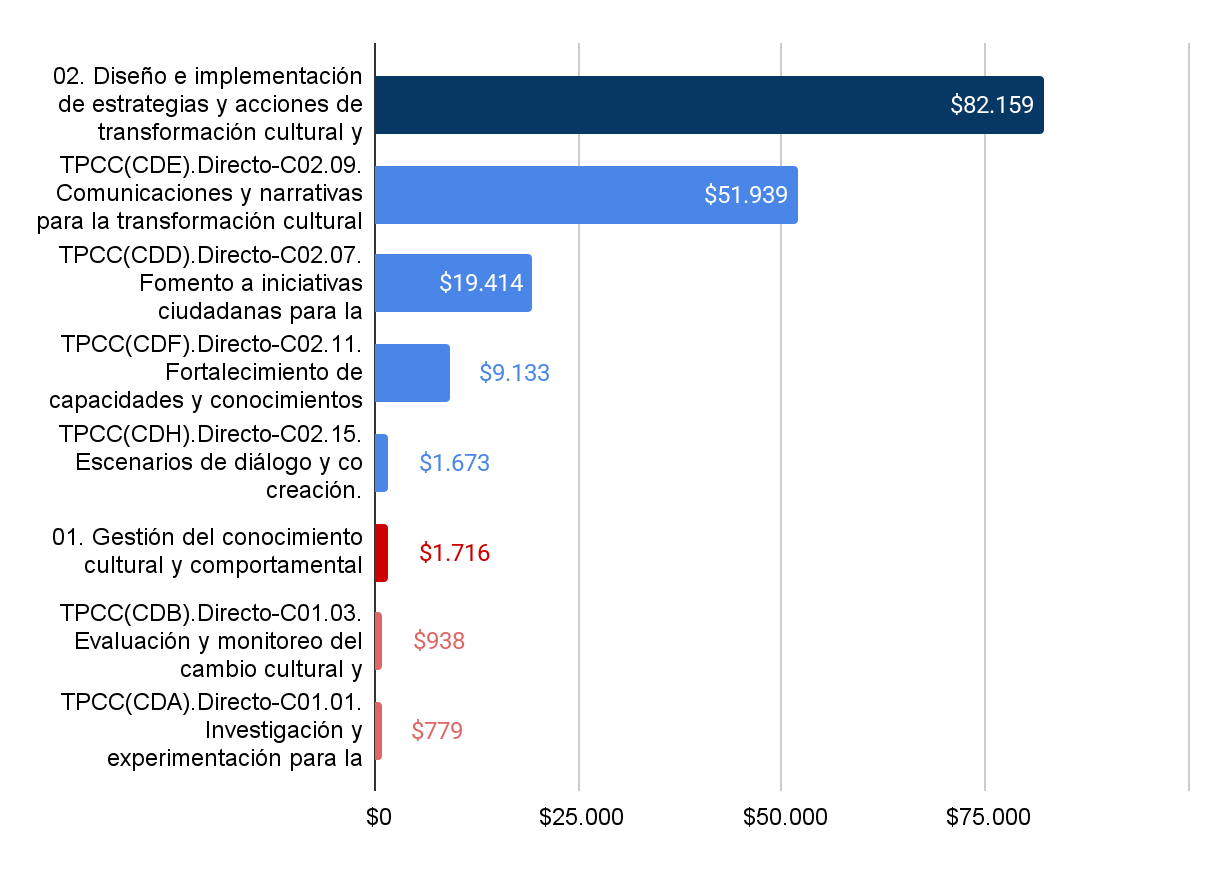 02. Diseño e implementación
de estrategias y acciones de
transformación cultural y
$82.159
TPCC(CDE).Directo-C02.09.
Comunicaciones y narrativas
para la transformación cultural
$51.939
TPCC(CDD).Directo-C02.07.
Fomento a iniciativas
ciudadanas para la
$19.414
TPCC(CDF).Directo-C02.11.
Fortalecimiento de
capacidades y conocimientos
$9.133
TPCC(CDH).Directo-C02.15.
Escenarios de diálogo y co
creación.
$1.673
01. Gestión del conocimiento
cultural y comportamental
$1.716
TPCC(CDB).Directo-C01.03.
Evaluación y monitoreo del
cambio cultural y
$938
TPCC(CDA).Directo-C01.01.
Investigación y
experimentación para la
$779
$0
$25.000
$50.000
$75.000